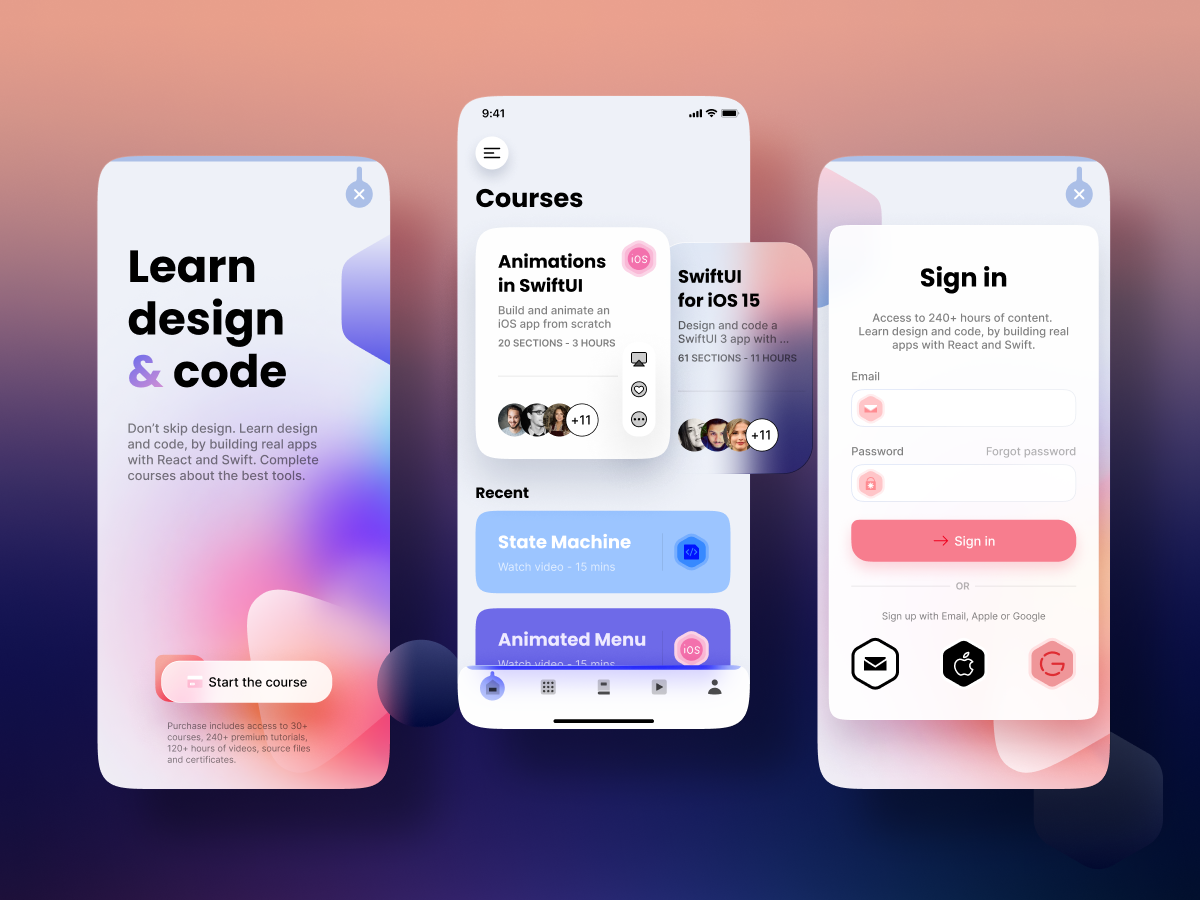 Learn
design
& code
Don't skip design. Learn design
and code, by building real apps
with React and Swift. Complete
courses about the best tools.
Start the course
Purchase includes access to 30+
courses, 240+ premium tutorials,
120+ hours of videos, source files
and certificates.
9:41
Courses
Animations
in SwiftUI
iOS
Build and animate an
iOS app from scratch
20 SECTIONS - 3 HOURS
+11
SwiftUI
for iOS 15
Design and code a
SwiftUI 3 app with ...
61 SECTIONS - 11 HOURS
+11
Recent
State Machine
Watch video - 15 mins
Animated Menu
iOS
Watch video - 15 mins
Sign in
Access to 240+ hours of content.
Learn design and code, by building real
apps with React and Swift.
Email
Password Forgot password
Sign in
OR
Sign up with Email, Apple or Google